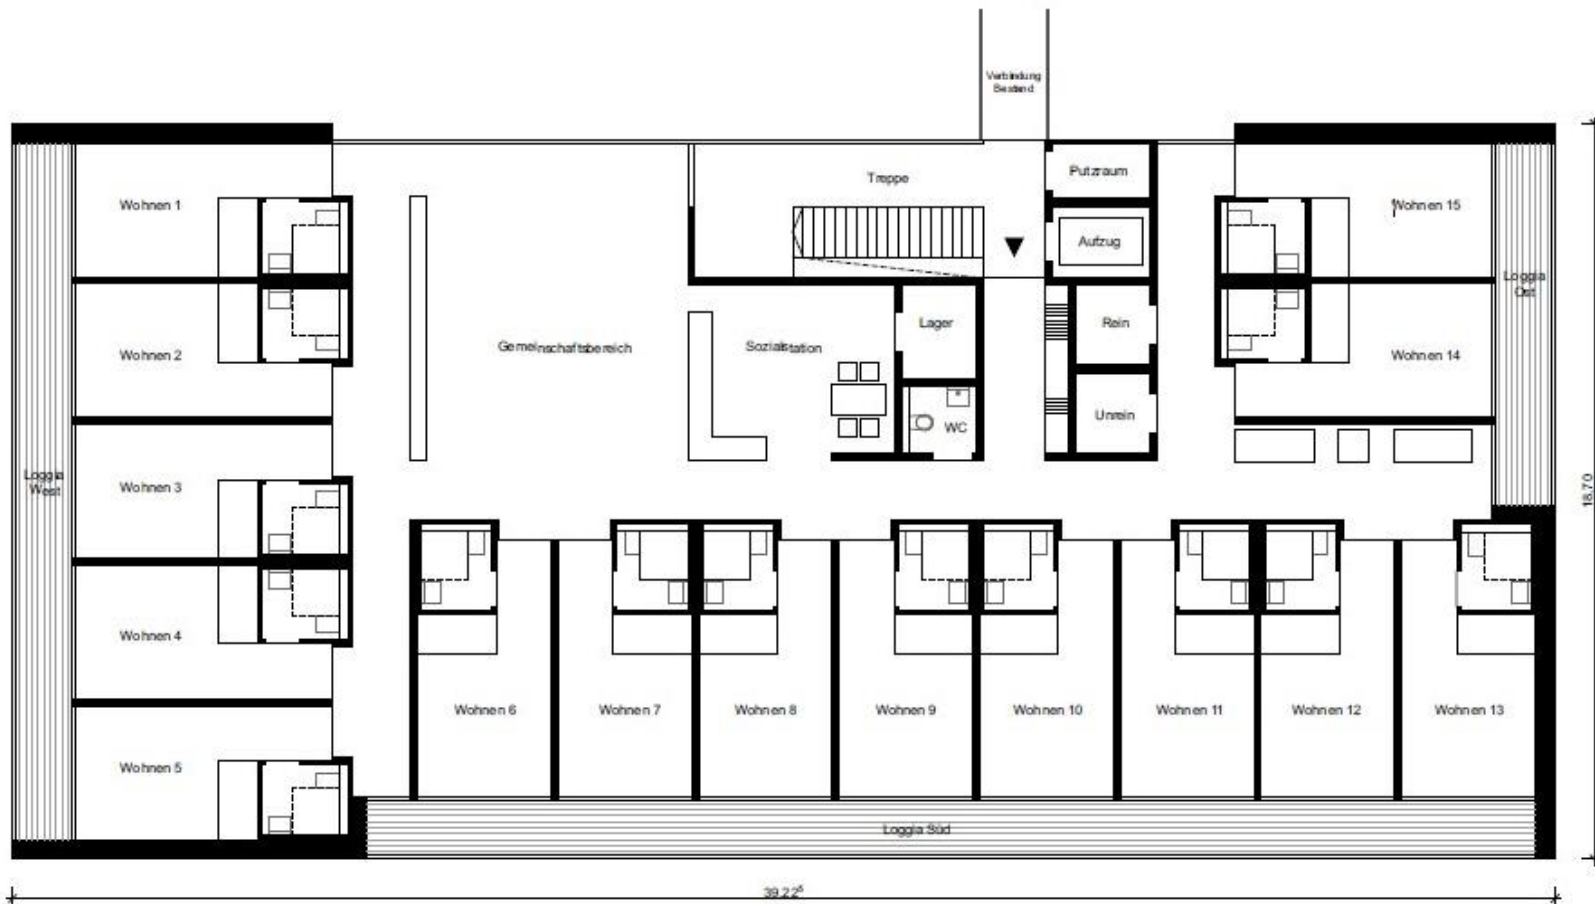 Verbindung
Bestand
Putzraum
Treppe
Wohnen 1
Wohnen 15
Aufzug
Loggia
Ost
Lager
Rein
Gemeinschaftsbereich
Sozialstation
Wohnen 2
Wohnen 14
Unrein
WC
Loggia
West
Wohnen 3
18.70
Wohnen 4
Wohnen 6
Wohnen 7
Wohnen 8
Wohnen 9
Wohnen 10
Wohnen 11
Wohnen 12
Wohnen 13
Wohnen 5
Loggia Süd
39.22⁵